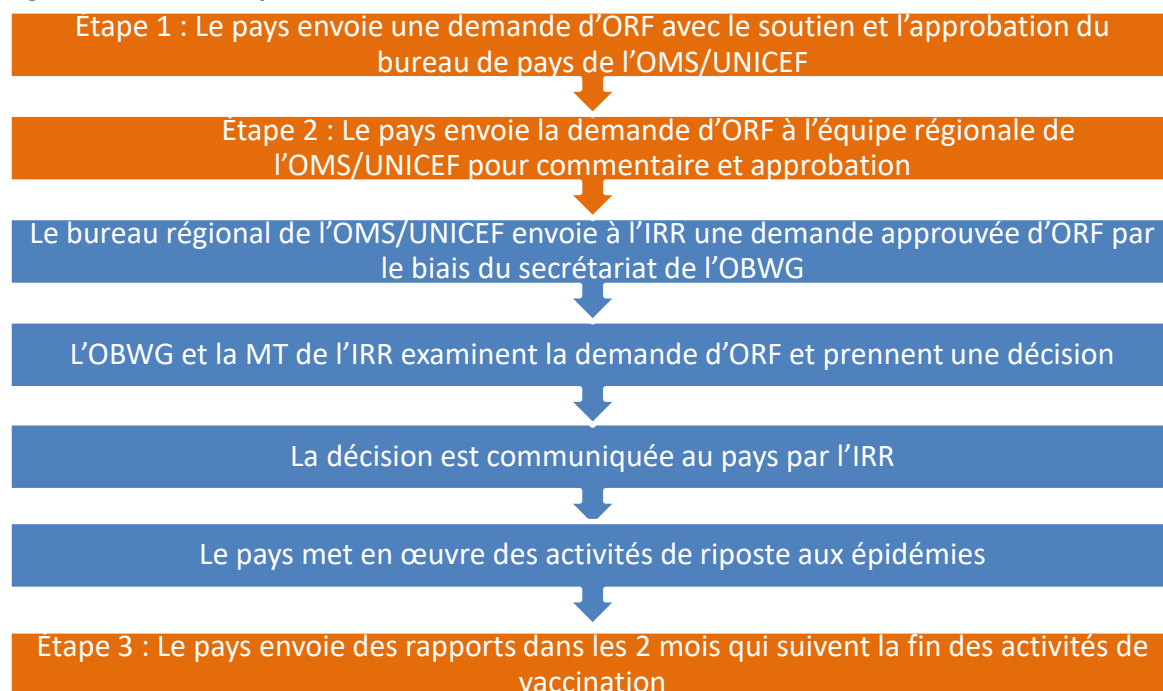 Étape 1 : Le pays envoie une demande d’ORF avec le soutien et l’approbation du
bureau de pays de l’OMS/UNICEF
Étape 2 : Le pays envoie la demande d’ORF à l’équipe régionale de
l’OMS/UNICEF pour commentaire et approbation
Le bureau régional de l’OMS/UNICEF envoie à l’IRR une demande approuvée d’ORF par
le biais du secrétariat de l’OBWG
L’OBWG et la MT de l’IRR examinent la demande d’ORF et prennent une décision
La décision est communiquée au pays par l’IRR
Le pays met en œuvre des activités de riposte aux épidémies
Étape 3 : Le pays envoie des rapports dans les 2 mois qui suivent la fin des activités de
vaccination